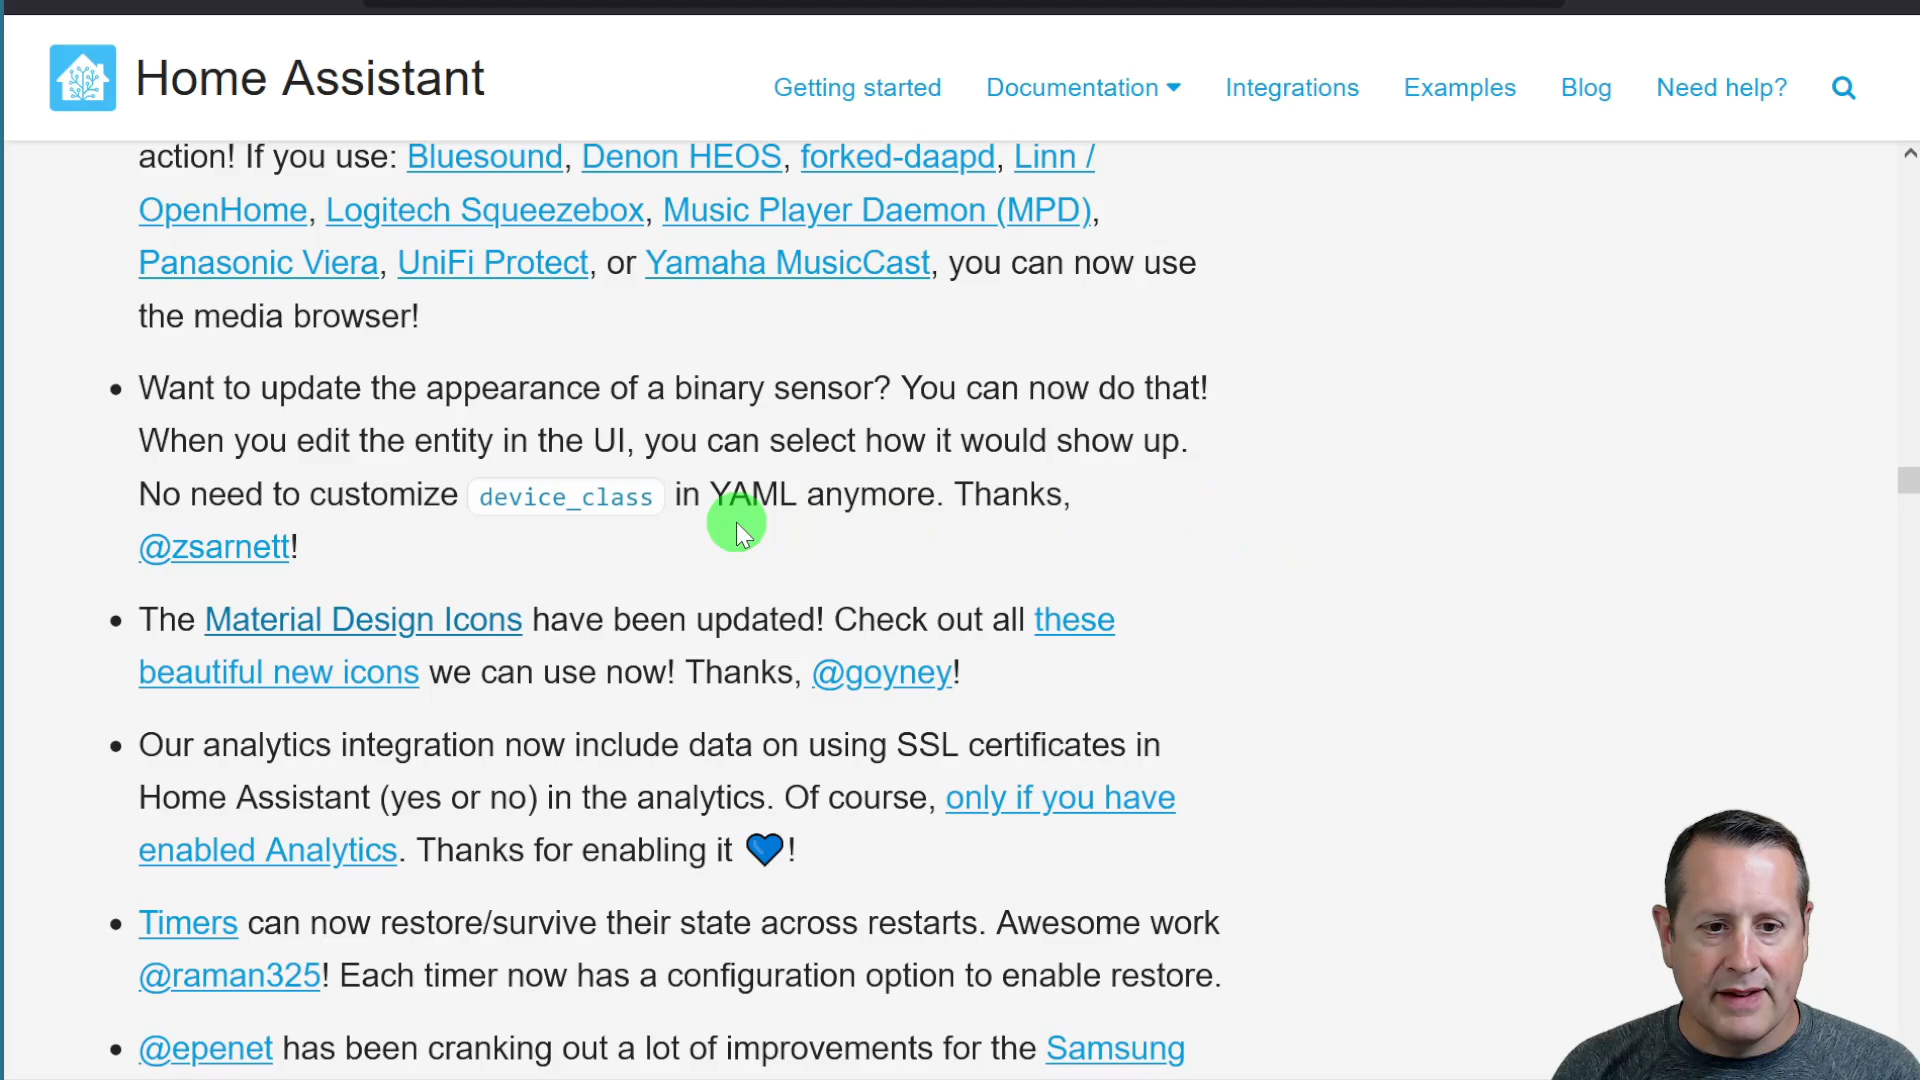 Home Assistant
Getting started
Documentation
Integrations
Examples
Blog
Need help?
action! If you use: Bluesound, Denon HEOS, forked-daapd, Linn /
OpenHome, Logitech Squeezebox, Music Player Daemon (MPD),
Panasonic Viera, UniFi Protect, or Yamaha MusicCast, you can now use
the media browser!
• Want to update the appearance of a binary sensor? You can now do that!
When you edit the entity in the UI, you can select how it would show up.
No need to customize device_class in YAML anymore. Thanks,
@zsarnett!
• The Material Design Icons have been updated! Check out all these
beautiful new icons we can use now! Thanks, @goyney!
• Our analytics integration now include data on using SSL certificates in
Home Assistant (yes or no) in the analytics. Of course, only if you have
enabled Analytics. Thanks for enabling it 💙!
• Timers can now restore/survive their state across restarts. Awesome work
@raman325! Each timer now has a configuration option to enable restore.
• @epenet has been cranking out a lot of improvements for the Samsung